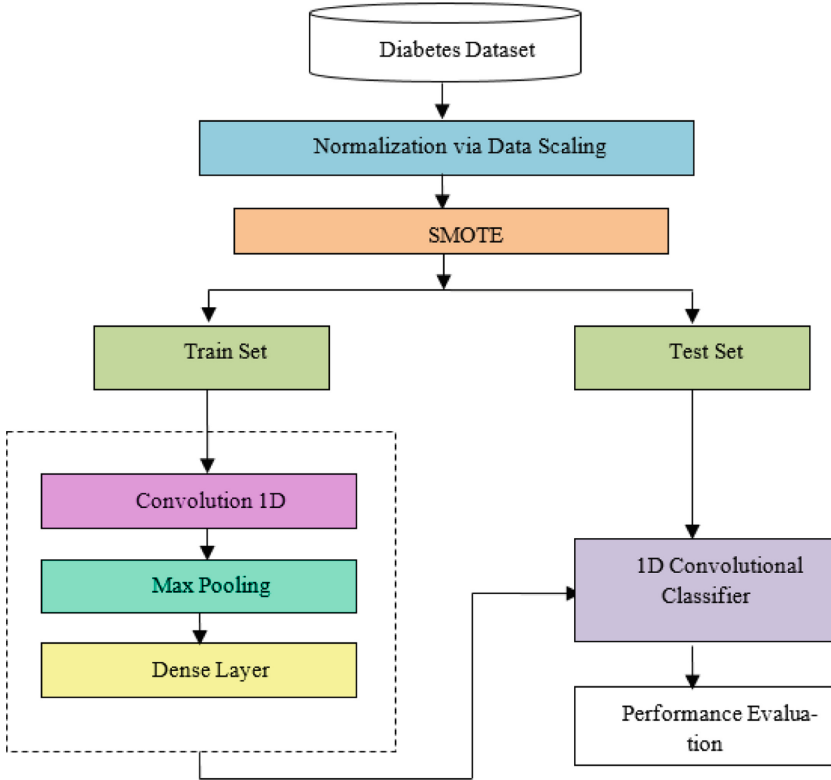 Diabetes Dataset
Normalization via Data Scaling
SMOTE
Train Set
Test Set
Convolution 1D
Max Pooling
Dense Layer
1D Convolutional
Classifier
Performance Evalua-
tion